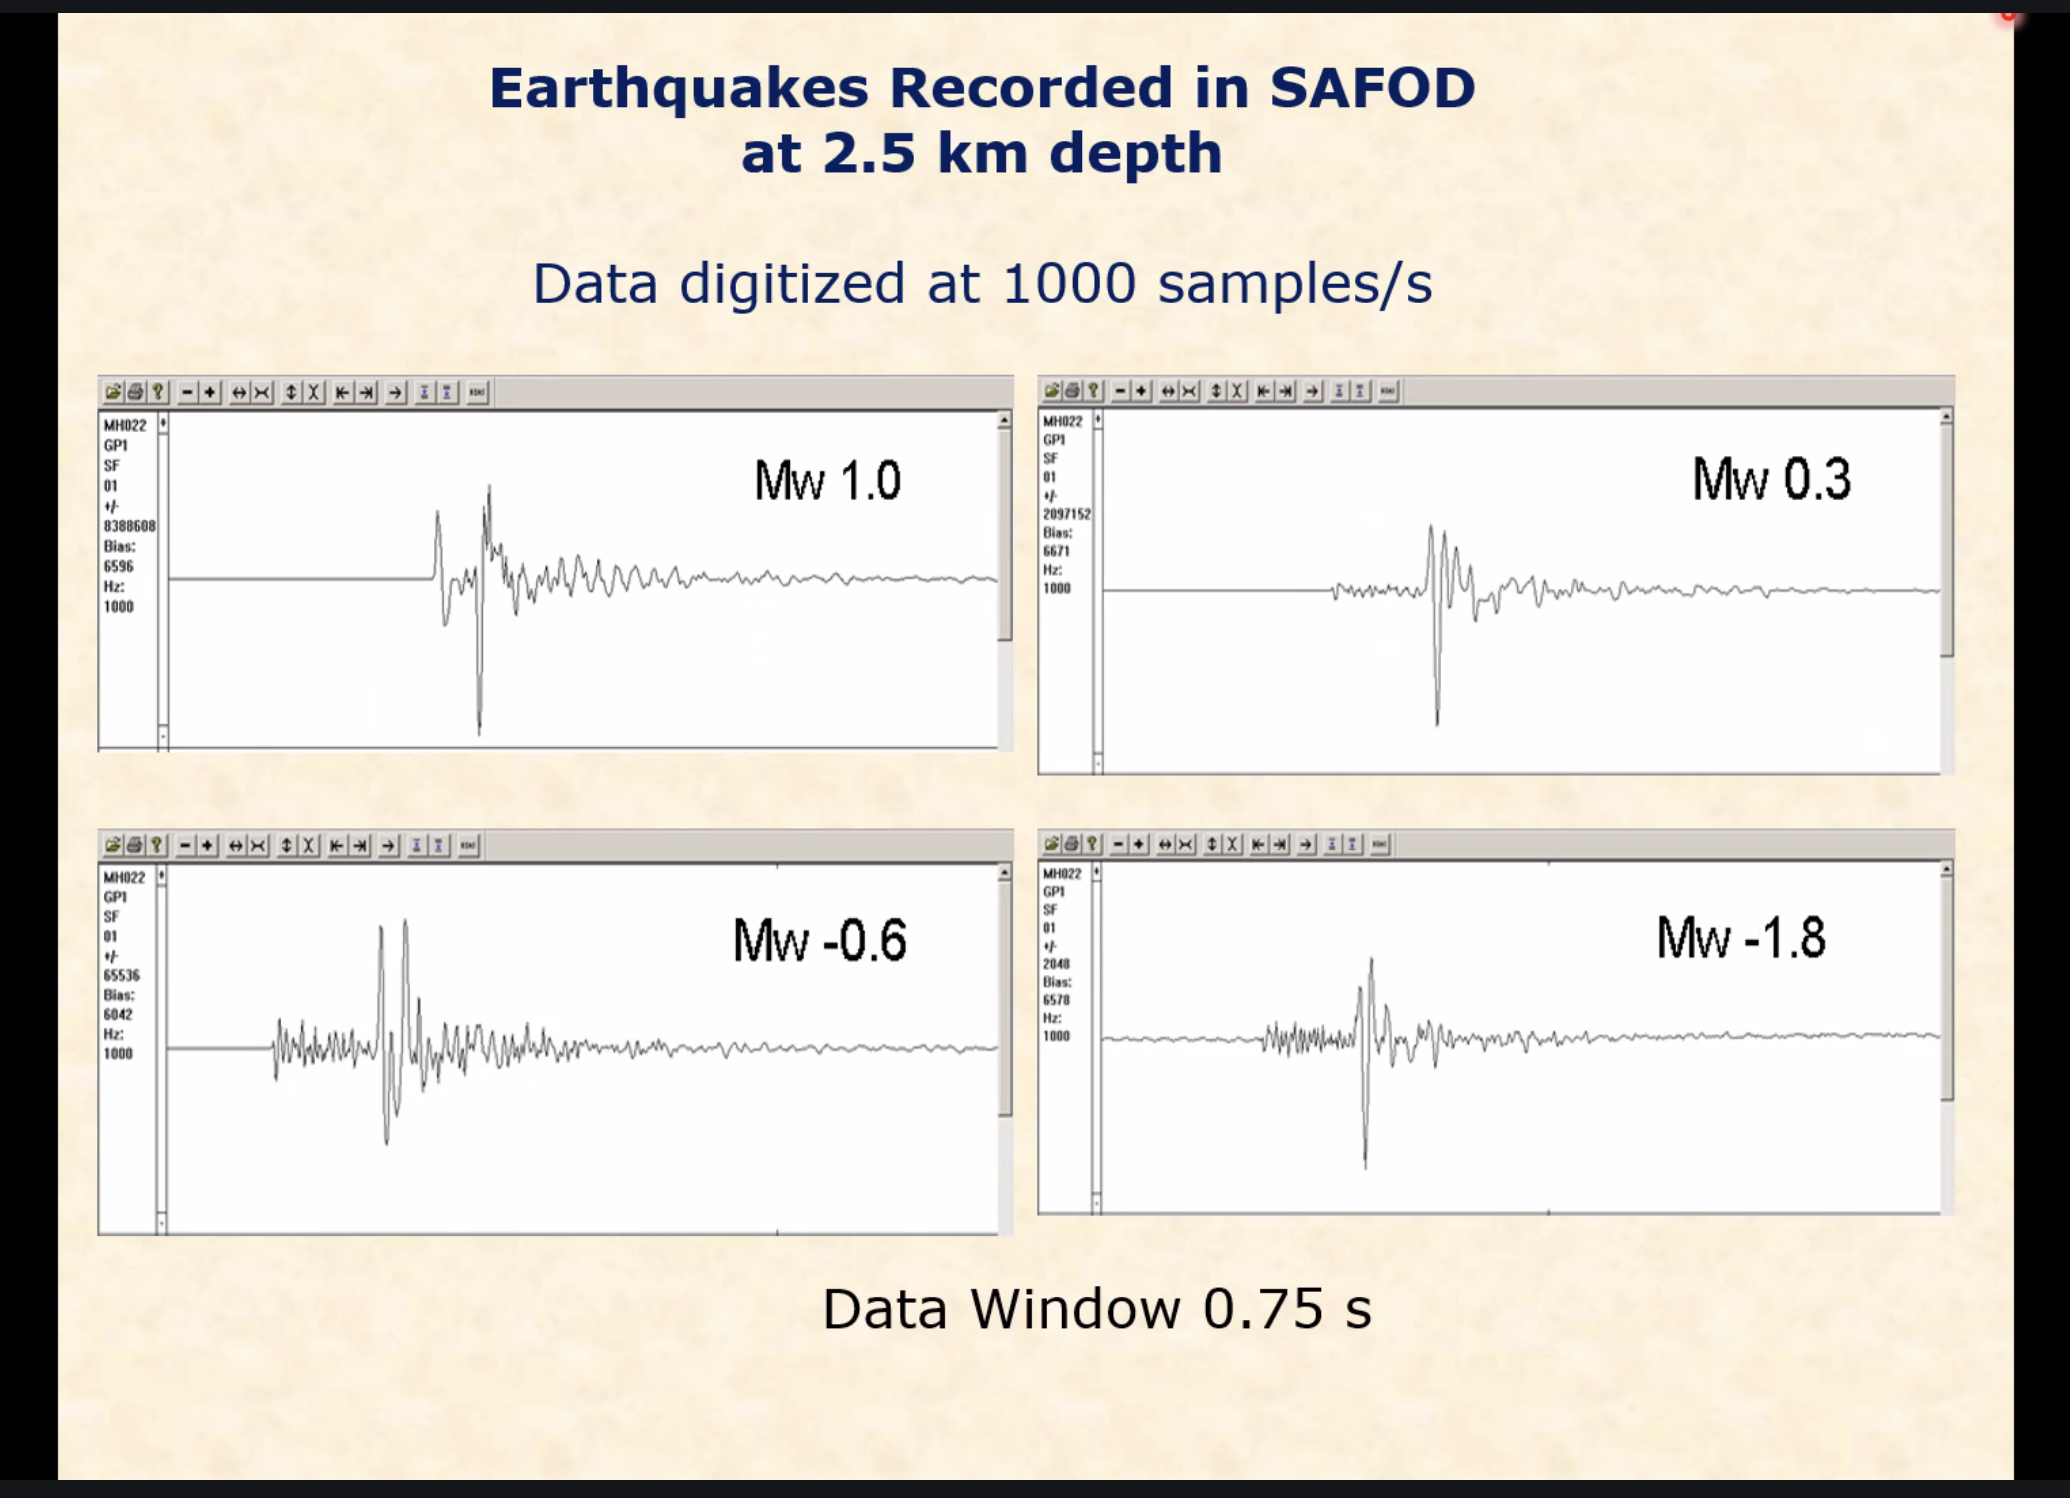 Earthquakes Recorded in SAFOD
at 2.5 km depth
Data digitized at 1000 samples/s
MH022
GP1
SF
01
+/-
8388608
Bias:
6596
Hz:
1000
Mw 1.0
MH022
GP1
SF
01
+/-
2097152
Bias:
6671
Hz:
1000
Mw 0.3
MH022
GP1
SF
01
+/-
65536
Bias:
6042
Hz:
1000
Mw -0.6
MH022
GP1
SF
01
+/-
2048
Bias:
6578
Hz:
1000
Mw -1.8
Data Window 0.75 s